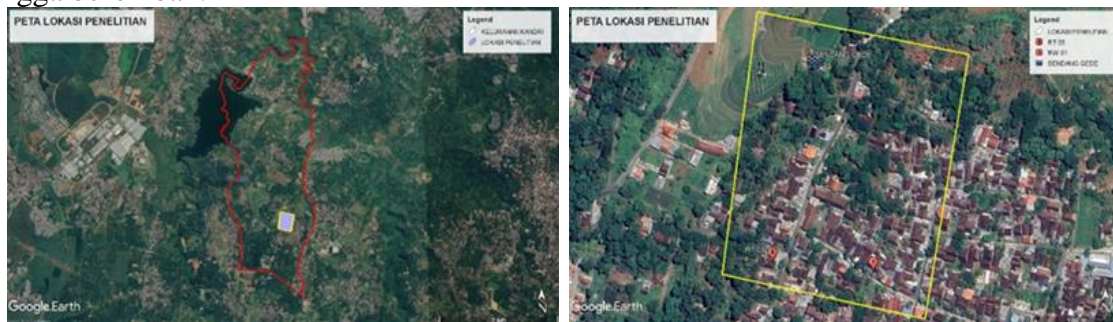 PETA LOKASI PENELITIAN
Legend
KELURAHAN KANDRI
LOKASI PENELITIAN
Google Earth
N
PETA LOKASI PENELITIAN
Legend
LOKASI PENELITIAN
RT 05
RW 01
SENDANG GEDE
Google Earth
N